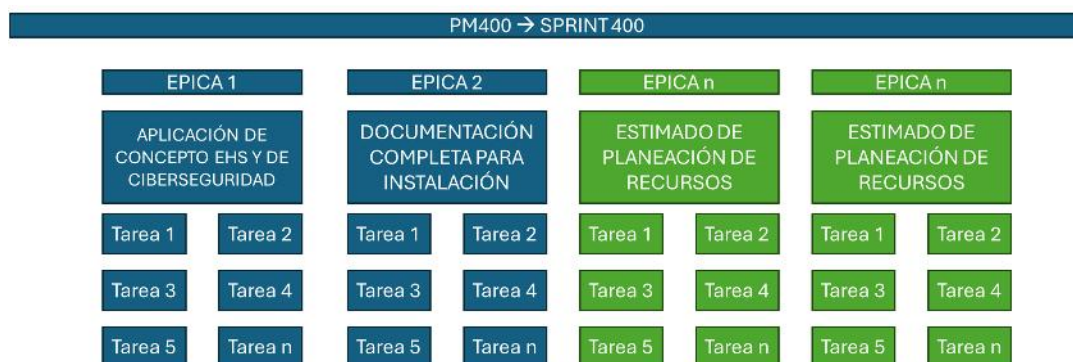 PM400 → SPRINT400
EPICA 1
EPICA 2
EPICA n
EPICA n
APLICACIÓN DE
CONCEPTO EHS Y DE
CIBERSEGURIDAD
DOCUMENTACIÓN
COMPLETA PARA
INSTALACIÓN
ESTIMADO DE
PLANEACIÓN DE
RECURSOS
ESTIMADO DE
PLANEACIÓN DE
RECURSOS
Tarea 1
Tarea 2
Tarea 1
Tarea 2
Tarea 1
Tarea 2
Tarea 1
Tarea 2
Tarea 3
Tarea 4
Tarea 3
Tarea 4
Tarea 3
Tarea 4
Tarea 3
Tarea 4
Tarea 5
Tarea n
Tarea 5
Tarea n
Tarea 5
Tarea n
Tarea 5
Tarea n